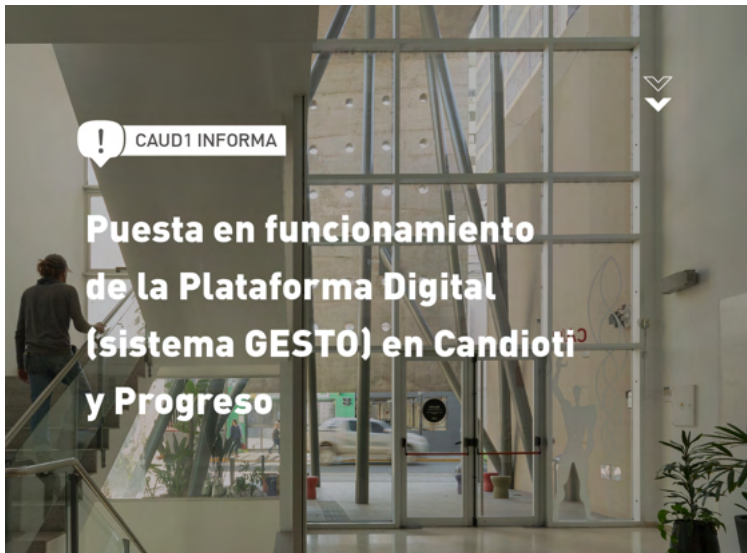 CAUD1 INFORMA
Puesta en funcionamiento
de la Plataforma Digital
(sistema GESTO) en Candioti
y Progreso